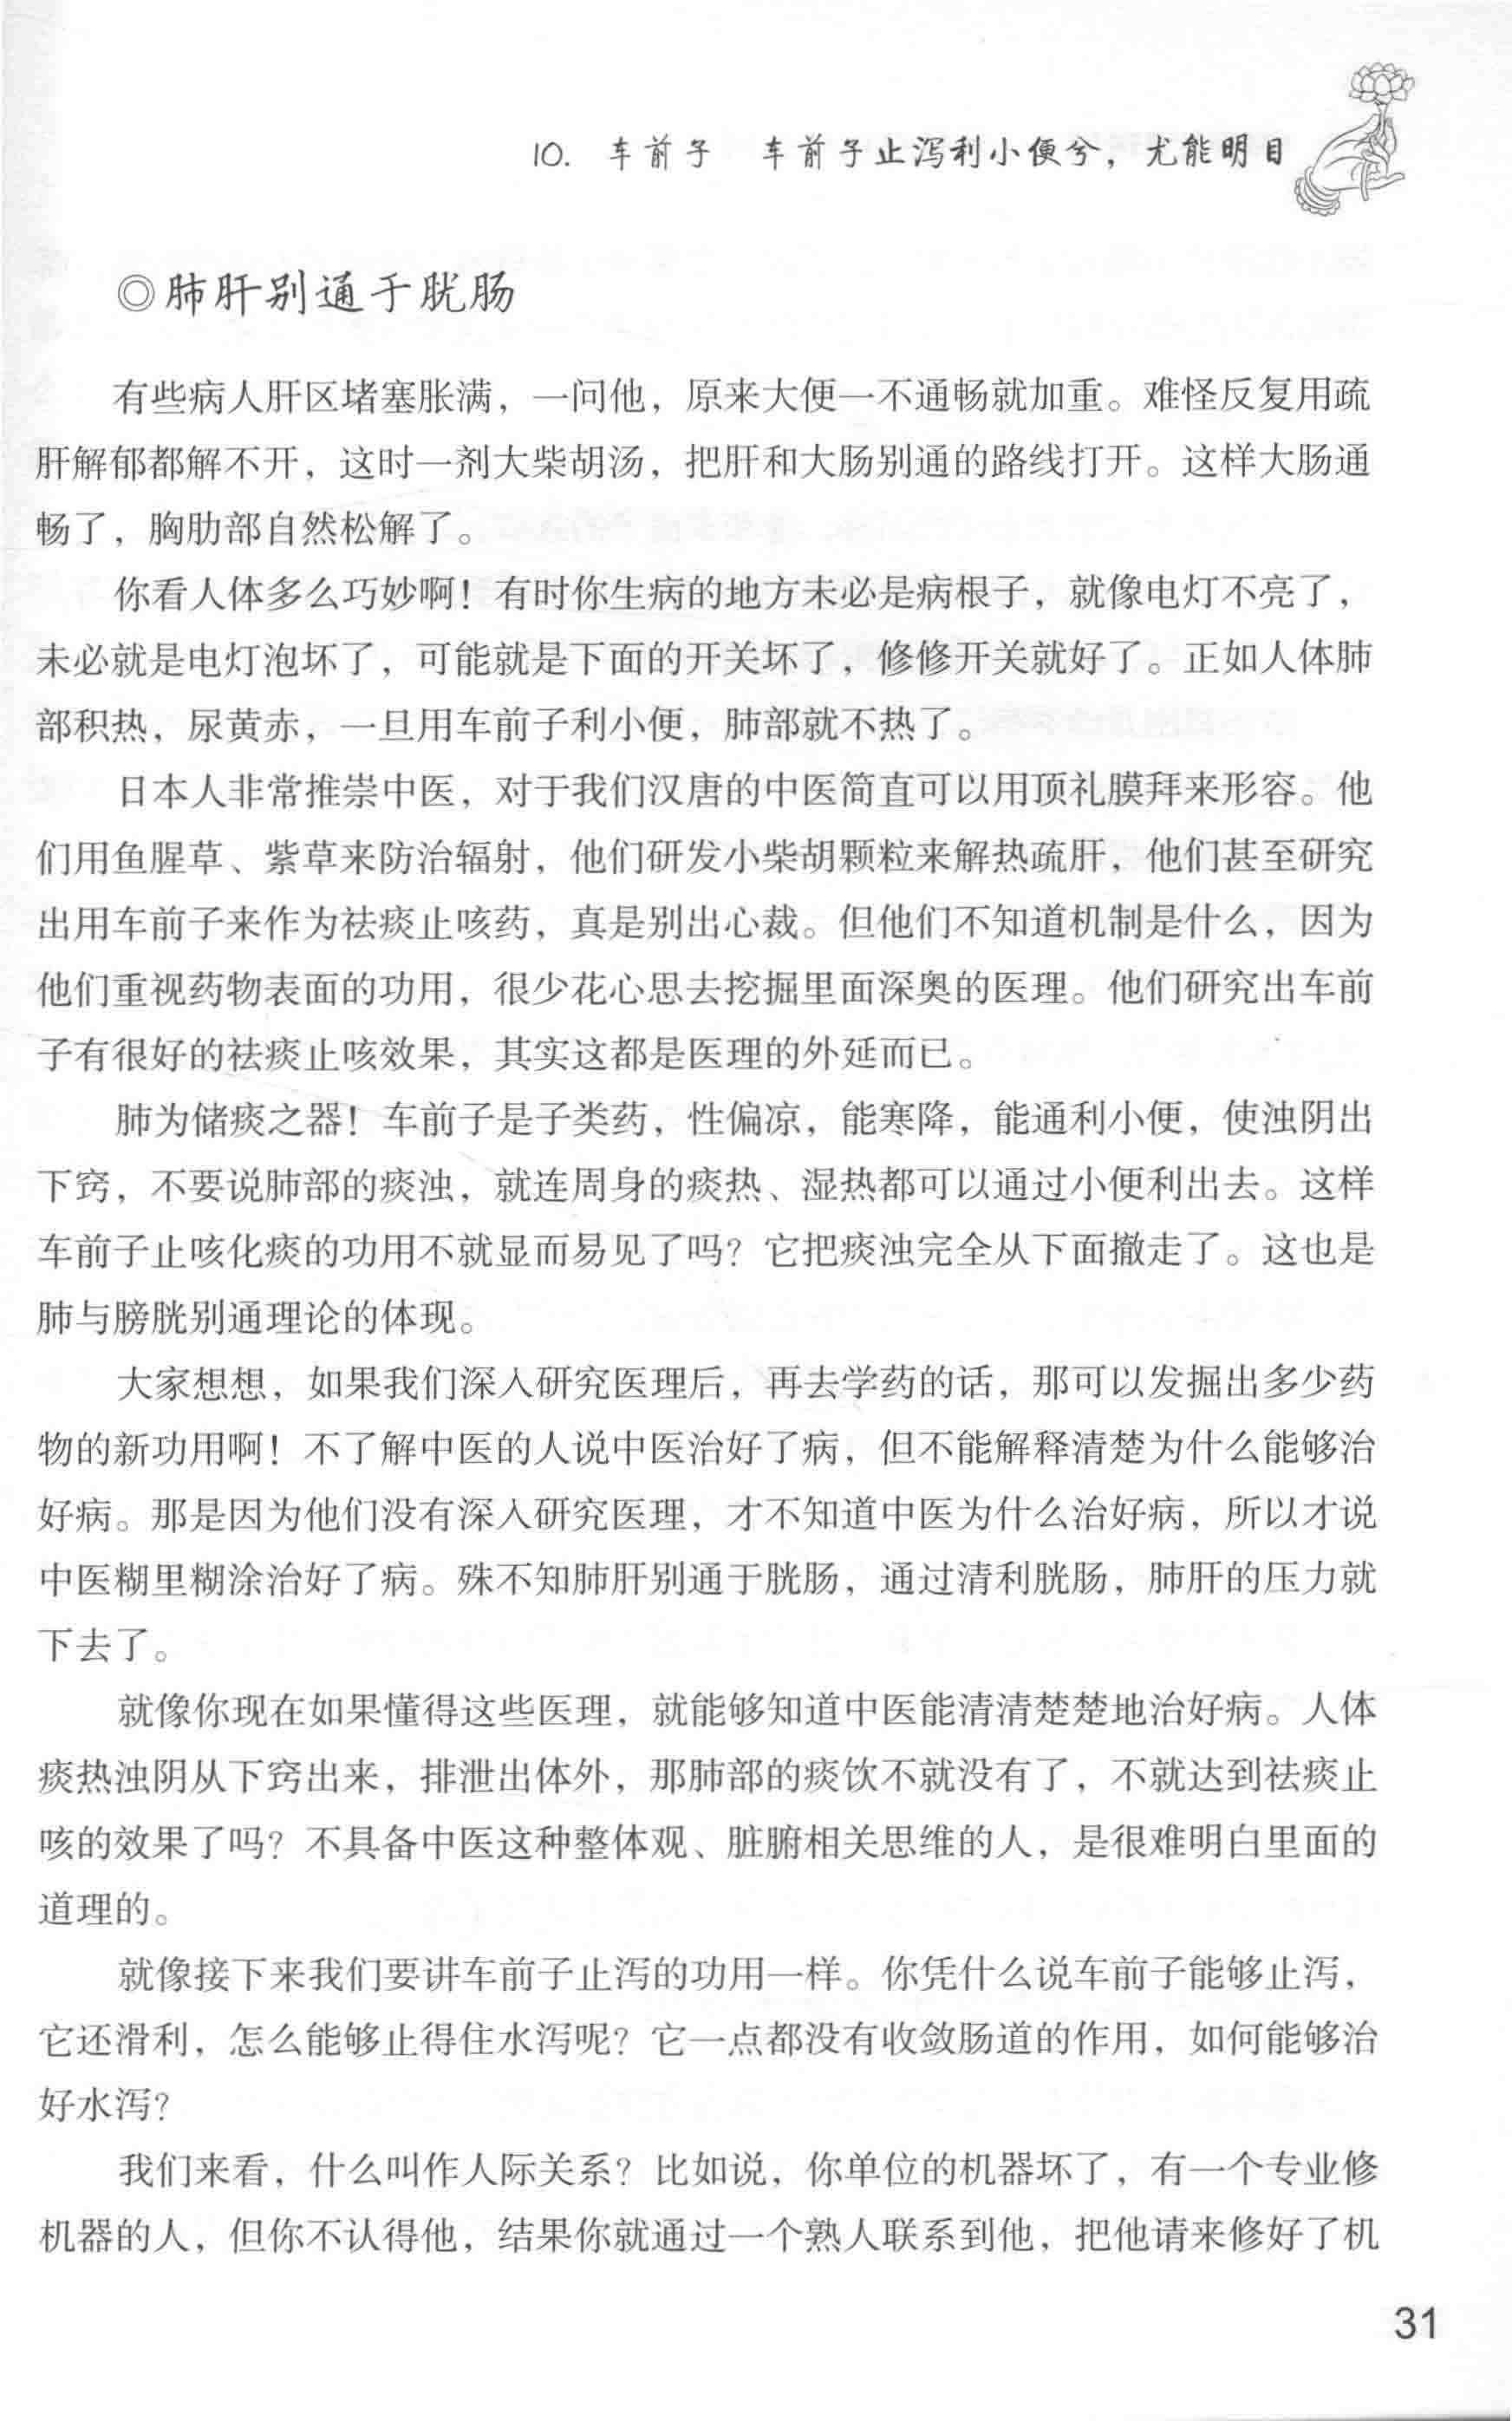 10. 车前子 车前子止泻利小便兮，尤能明目
◎肺肝别通于胱肠
有些病人肝区堵塞胀满，一问他，原来大便一不通畅就加重。难怪反复用疏
肝解郁都解不开，这时一剂大柴胡汤，把肝和大肠别通的路线打开。这样大肠通
畅了，胸肋部自然松解了。
你看人体多么巧妙啊！有时你生病的地方未必是病根子，就像电灯不亮了，
未必就是电灯泡坏了，可能就是下面的开关坏了，修修开关就好了。正如人体肺
部积热，尿黄赤，一旦用车前子利小便，肺部就不热了。
日本人非常推崇中医，对于我们汉唐的中医简直可以用顶礼膜拜来形容。他
们用鱼腥草、紫草来防治辐射，他们研发小柴胡颗粒来解热疏肝，他们甚至研究
出用车前子来作为祛痰止咳药，真是别出心裁。但他们不知道机制是什么，因为
他们重视药物表面的功用，很少花心思去挖掘里面深奥的医理。他们研究出车前
子有很好的祛痰止咳效果，其实这都是医理的外延而已。
肺为储痰之器！车前子是子类药，性偏凉，能寒降，能通利小便，使浊阴出
下窍，不要说肺部的痰浊，就连周身的痰热、湿热都可以通过小便利出去。这样
车前子止咳化痰的功用不就显而易见了吗？它把痰浊完全从下面撤走了。这也是
肺与膀胱别通理论的体现。
大家想想，如果我们深入研究医理后，再去学药的话，那可以发掘出多少药
物的新功用啊！不了解中医的人说中医治好了病，但不能解释清楚为什么能够治
好病。那是因为他们没有深入研究医理，才不知道中医为什么治好病，所以才说
中医糊里糊涂治好了病。殊不知肺肝别通于胱肠，通过清利胱肠，肺肝的压力就
下去了。
就像你现在如果懂得这些医理，就能够知道中医能清清楚楚地治好病。人体
痰热浊阴从下窍出来，排泄出体外，那肺部的痰饮不就没有了，不就达到祛痰止
咳的效果了吗？不具备中医这种整体观、脏腑相关思维的人，是很难明白里面的
道理的。
就像接下来我们要讲车前子止泻的功用一样。你凭什么说车前子能够止泻，
它还滑利，怎么能够止得住水泻呢？它一点都没有收敛肠道的作用，如何能够治
好水泻？
我们来看，什么叫作人际关系？比如说，你单位的机器坏了，有一个专业修
机器的人，但你不认得他，结果你就通过一个熟人联系到他，把他请来修好了机
31